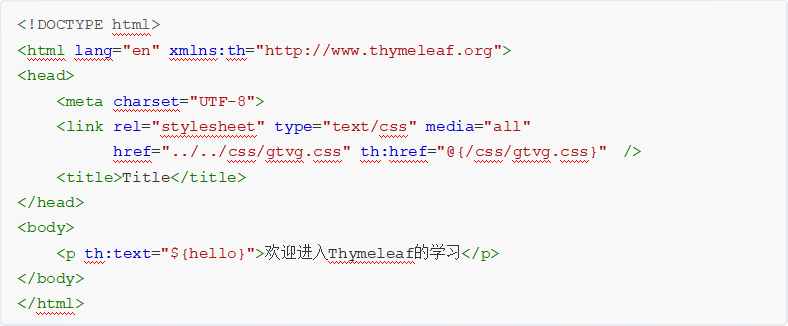 <!DOCTYPE html>
<html lang="en" xmlns:th="http://www.thymeleaf.org">
<head>
    <meta charset="UTF-8">
    <link rel="stylesheet" type="text/css" media="all"
          href="../../css/gtvg.css" th:href="@{/css/gtvg.css}"  />
    <title>Title</title>
</head>
<body>
    <p th:text="${hello}">欢迎进入Thymeleaf的学习</p>
</body>
</html>